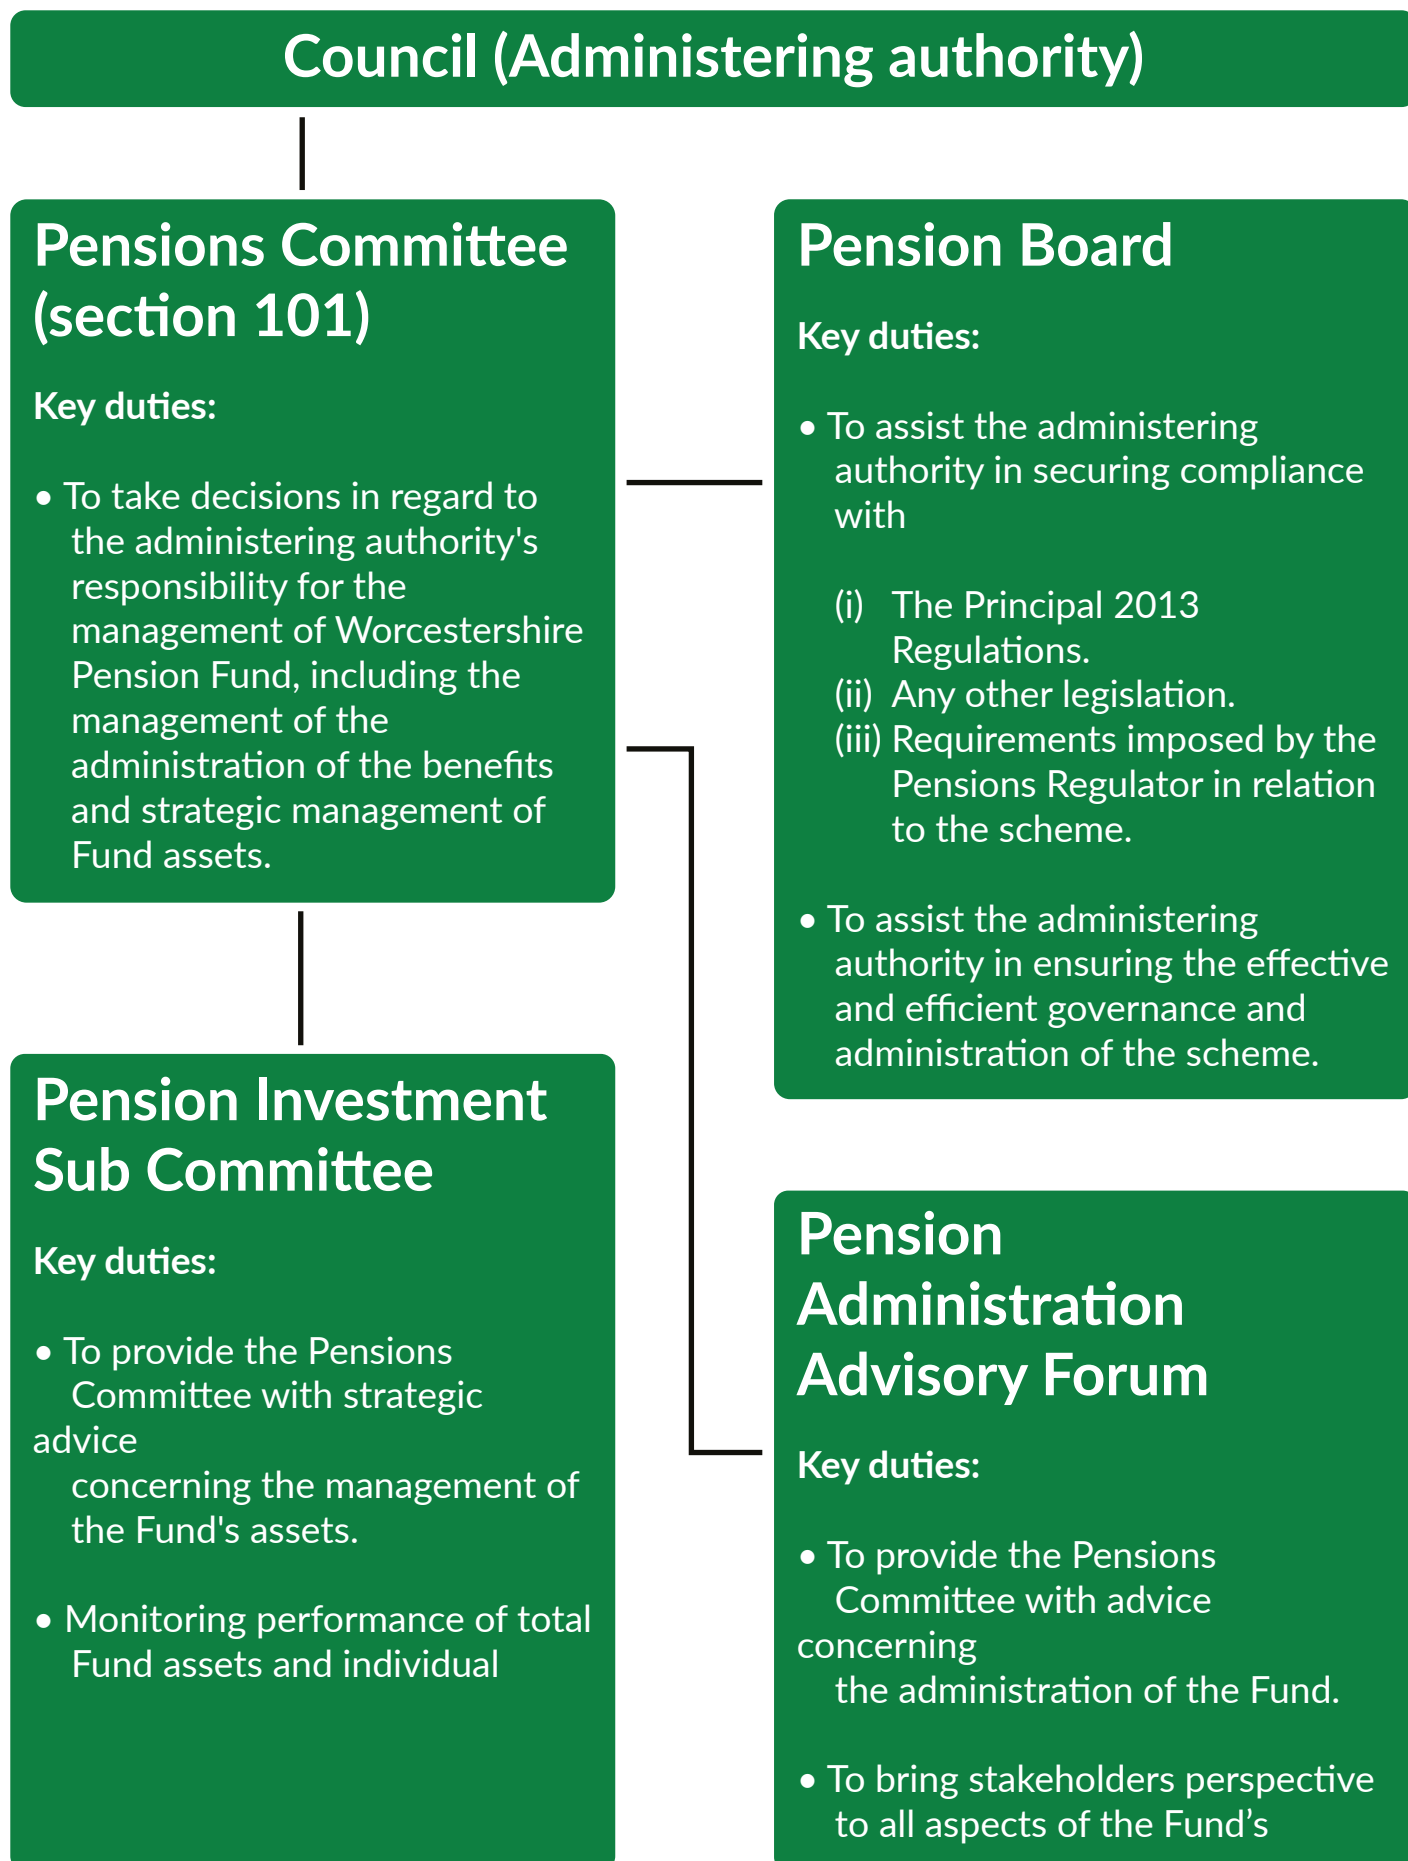 Council (Administering authority)
Pensions Committee
(section 101)
Key duties:
• To take decisions in regard to
the administering authority's
responsibility for the
management of Worcestershire
Pension Fund, including the
management of the
administration of the benefits
and strategic management of
Fund assets.
Pension Board
Key duties:
• To assist the administering
authority in securing compliance
with
(i) The Principal 2013
Regulations.
(ii) Any other legislation.
(iii) Requirements imposed by the
Pensions Regulator in relation
to the scheme.
• To assist the administering
authority in ensuring the effective
and efficient governance and
administration of the scheme.
Pension Investment
Sub Committee
Key duties:
• To provide the Pensions
Committee with strategic
advice
concerning the management of
the Fund's assets.
• Monitoring performance of total
Fund assets and individual
Pension
Administration
Advisory Forum
Key duties:
• To provide the Pensions
Committee with advice
concerning
the administration of the Fund.
• To bring stakeholders perspective
to all aspects of the Fund’s